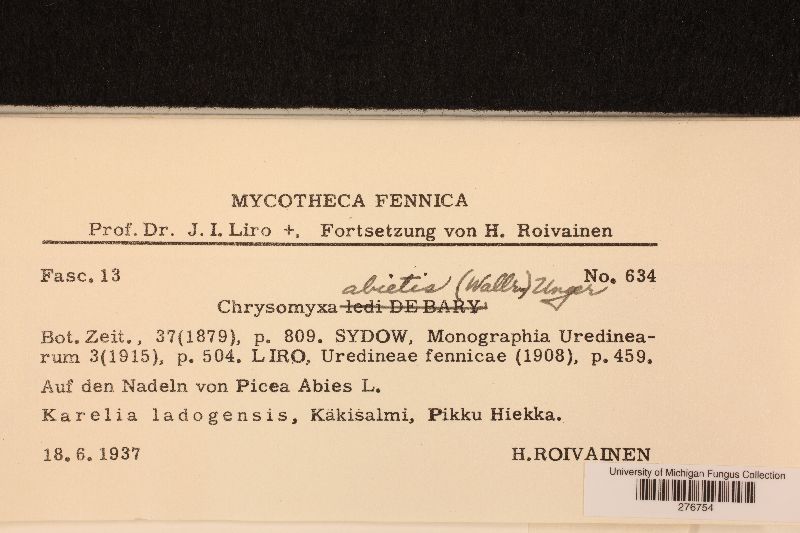 MYCOTHECA FENNICA
Prof. Dr. J. I. Liro +, Fortsetzung von H. Roivainen
Fasc. 13 No. 634
abietis (Wallr.) Unger
Chrysomyxa ledi DE BARY
Bot. Zeit., 37(1879), p. 809. SYDOW, Monographia Uredinea-
rum 3(1915), p. 504. LIRO, Uredineae fennicae (1908), p. 459.
Auf den Nadeln von Picea Abies L.
Karelia ladogensis, Käkisalmi, Pikku Hiekka.
18. 6. 1937 H. ROIVAINEN
University of Michigan Fungus Collection
276754